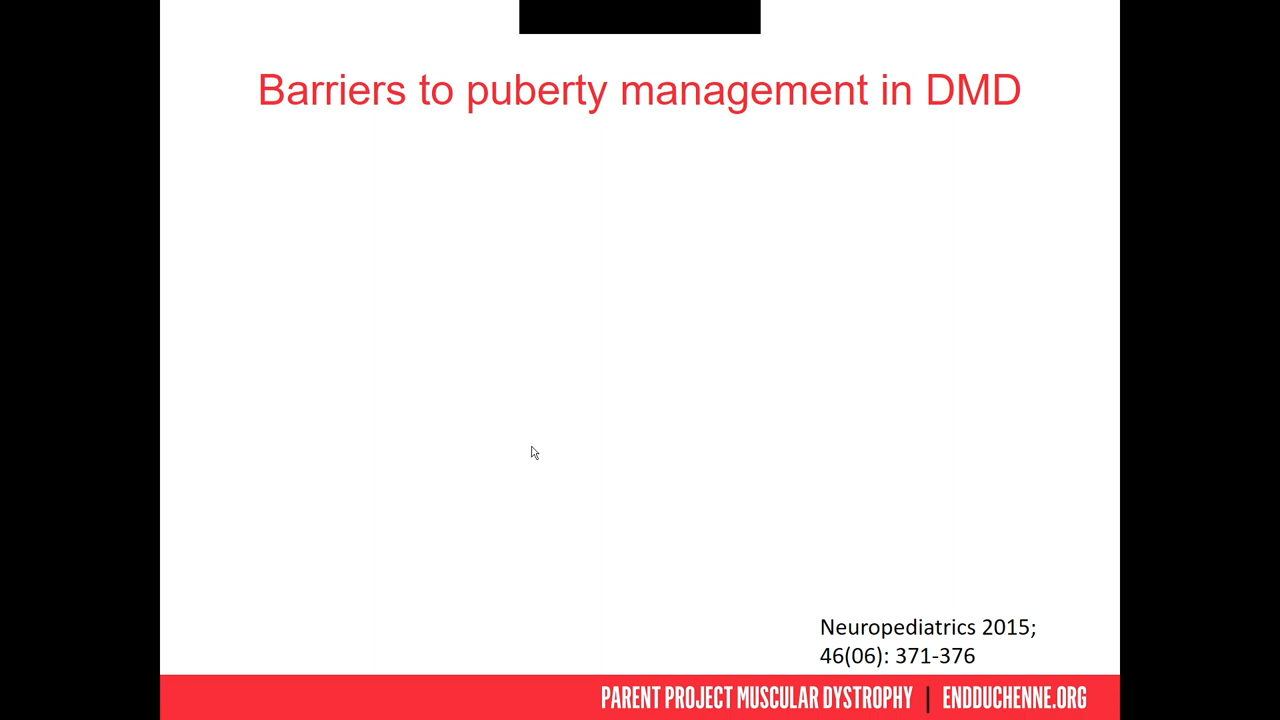 Barriers to puberty management in DMD
Neuropediatrics 2015;
46(06): 371-376
PARENT PROJECT MUSCULAR DYSTROPHY | ENDDUCHENNE.ORG